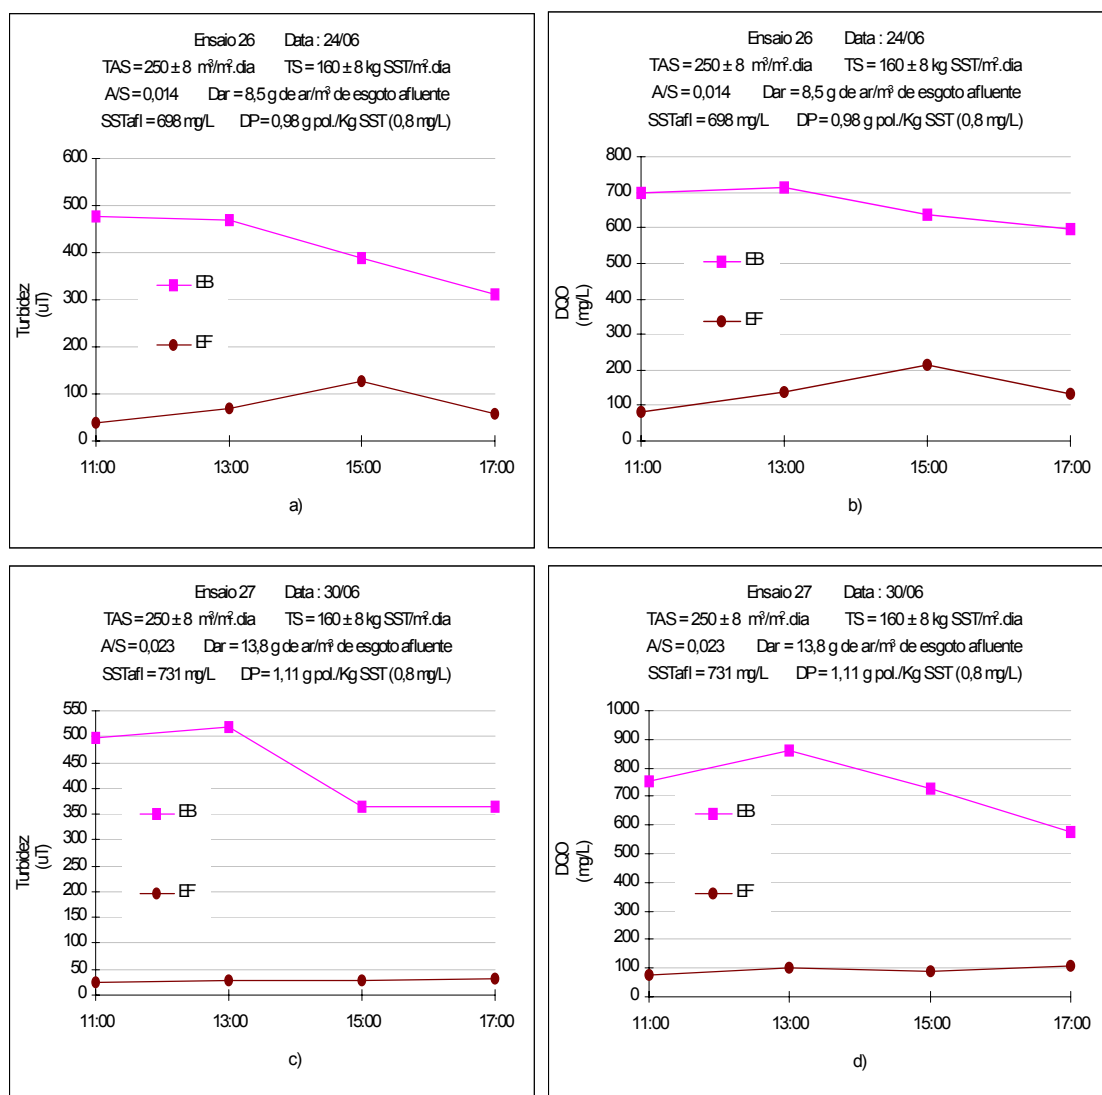 Ensaio 26 Data : 24/06
TAS = 250 ± 8 m³/m².dia TS = 160 ± 8 kg SST/m².dia
A/S = 0,014 Dar = 8,5 g de ar/m³ de esgoto afluente
SSTafl = 698 mg/L DP = 0,98 g pol./Kg SST (0,8 mg/L)
600
500
400
300
200
100
0
Turbidez
(uT)
EB
EF
11:00 13:00 15:00 17:00
a)
Ensaio 26 Data : 24/06
TAS = 250 ± 8 m³/m².dia TS = 160 ± 8 kg SST/m².dia
A/S = 0,014 Dar = 8,5 g de ar/m³ de esgoto afluente
SSTafl = 698 mg/L DP = 0,98 g pol./Kg SST (0,8 mg/L)
800
700
600
500
400
300
200
100
0
DQO
(mg/L)
EB
EF
11:00 13:00 15:00 17:00
b)
Ensaio 27 Data : 30/06
TAS = 250 ± 8 m³/m².dia TS = 160 ± 8 kg SST/m².dia
A/S = 0,023 Dar = 13,8 g de ar/m³ de esgoto afluente
SSTafl = 731 mg/L DP = 1,11 g pol./Kg SST (0,8 mg/L)
550
500
450
400
350
300
250
200
150
100
50
0
Turbidez
(uT)
EB
EF
11:00 13:00 15:00 17:00
c)
Ensaio 27 Data : 30/06
TAS = 250 ± 8 m³/m².dia TS = 160 ± 8 kg SST/m².dia
A/S = 0,023 Dar = 13,8 g de ar/m³ de esgoto afluente
SSTafl = 731 mg/L DP = 1,11 g pol./Kg SST (0,8 mg/L)
1000
900
800
700
600
500
400
300
200
100
0
DQO
(mg/L)
EB
EF
11:00 13:00 15:00 17:00
d)